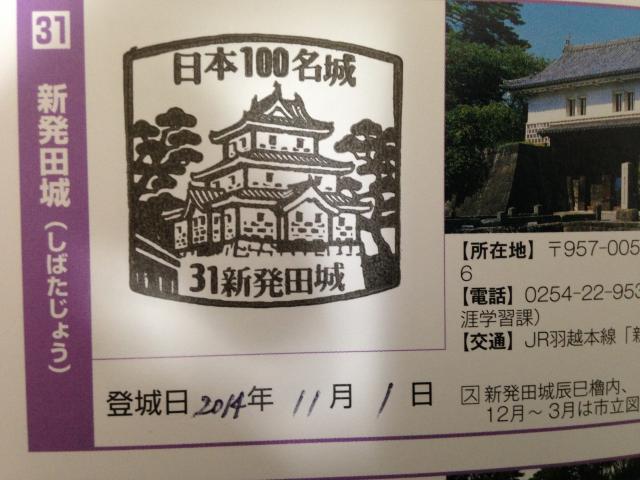 31
新発田城(しばたじょう)
日本100名城
31新発田城
登城日 2014年 11月 1日
【所在地】〒957-005
6
【電話】0254-22-953
涯学習課)
【交通】JR羽越本線「新
ス 新発田城辰巳櫓内、
12月〜3月は市立図